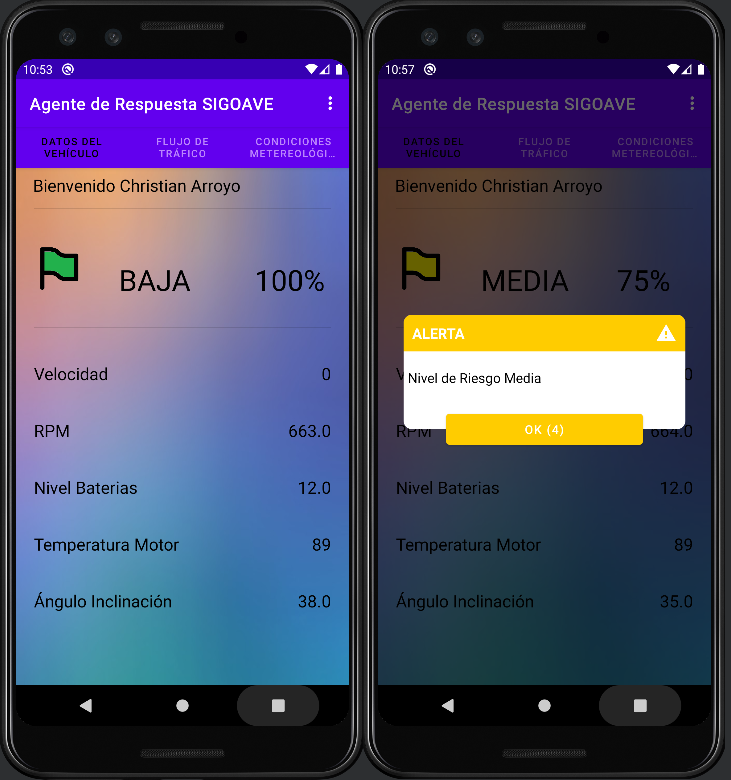 10:53
Agente de Respuesta SIGOAVE
DATOS DEL
VEHÍCULO
FLUJO DE
TRÁFICO
CONDICIONES
METEREOLÓGI...
Bienvenido Christian Arroyo
BAJA 100%
Velocidad 0
RPM 663.0
Nivel Baterias 12.0
Temperatura Motor 89
Ángulo Inclinación 38.0
10:57
Agente de Respuesta SIGOAVE
DATOS DEL
VEHÍCULO
FLUJO DE
TRÁFICO
CONDICIONES
METEREOLÓGI...
Bienvenido Christian Arroyo
MEDIA 75%
ALERTA
Nivel de Riesgo Media
OK (4)
RPM 664.0
Nivel Baterias 12.0
Temperatura Motor 89
Ángulo Inclinación 35.0